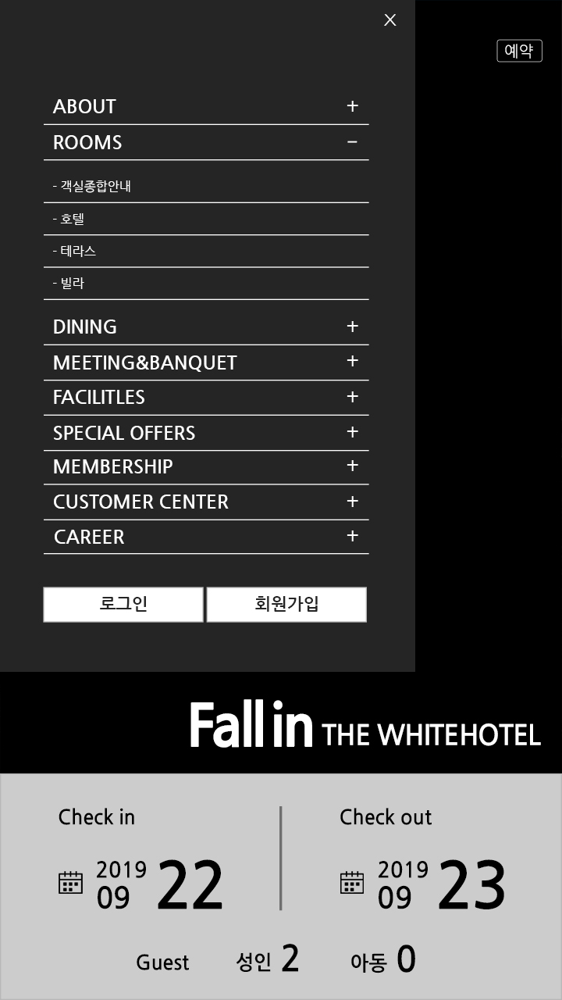 X
예약
ABOUT +
ROOMS –
- 객실종합안내
- 호텔
- 테라스
- 빌라
DINING +
MEETING&BANQUET +
FACILITLES +
SPECIAL OFFERS +
MEMBERSHIP +
CUSTOMER CENTER +
CAREER +
로그인 회원가입
Fall in THE WHITEHOTEL
Check in Check out
2019 09 22 2019 09 23
Guest 성인 2 아동 0